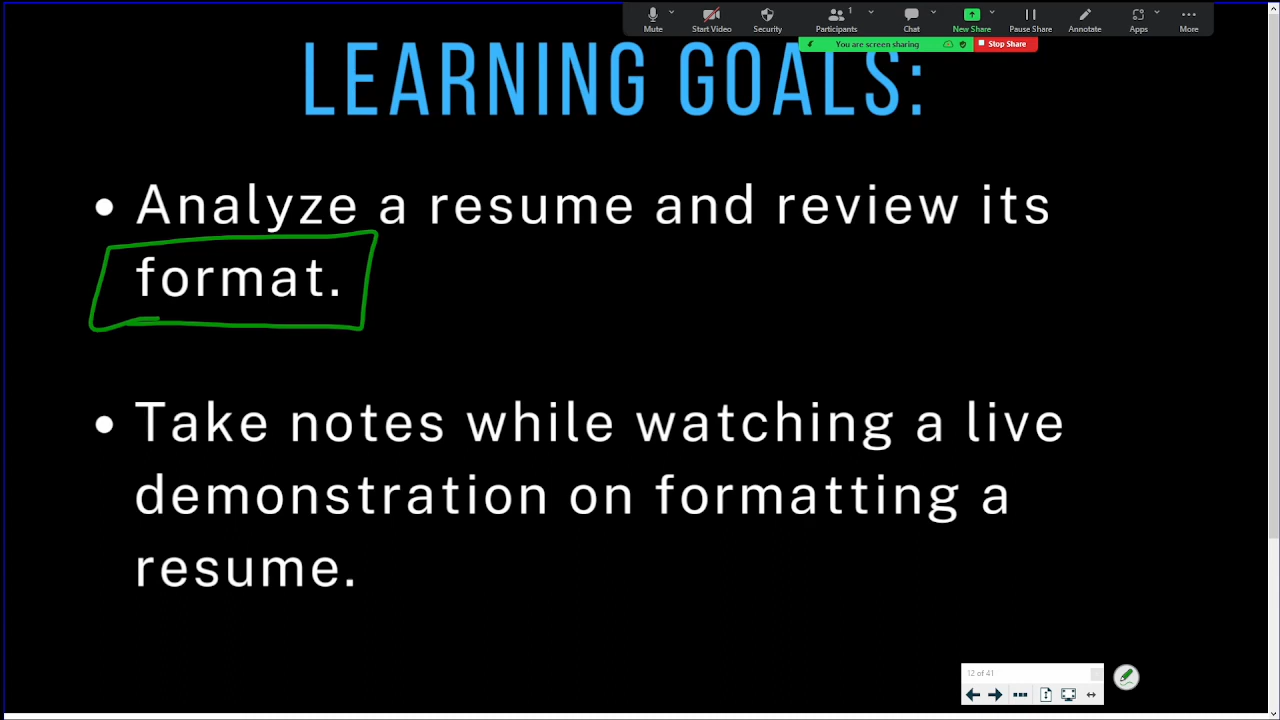 Mute
Start Video
Security
Participants
1
Chat
New Share
Pause Share
Annotate
Apps
More
You are screen sharing
Stop Share
LEARNING GOALS:
• Analyze a resume and review its
format.
• Take notes while watching a live
demonstration on formatting a
resume.
12 of 41